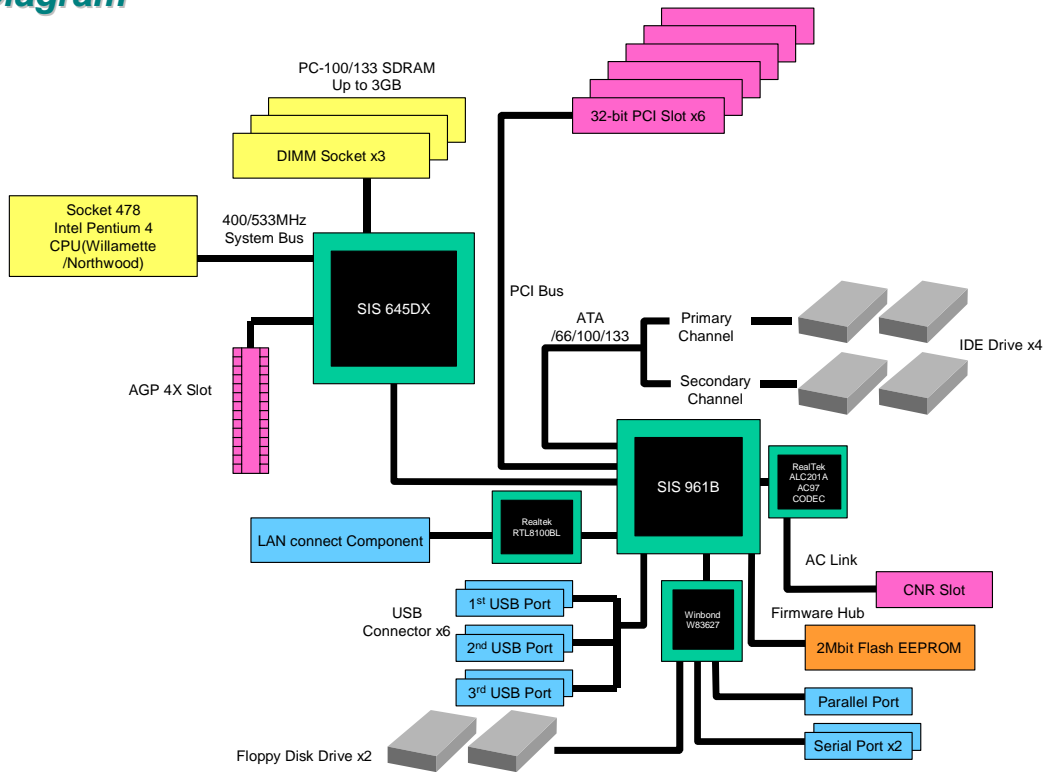 PC-100/133 SDRAM
Up to 3GB
DIMM Socket x3
32-bit PCI Slot x6
Socket 478
Intel Pentium 4
CPU(Willamette
/Northwood)
400/533MHz
System Bus
SIS 645DX
PCI Bus
ATA
/66/100/133
Primary
Channel
IDE Drive x4
Secondary
Channel
AGP 4X Slot
SIS 961B
RealTek
ALC201A
AC97
CODEC
Realtek
RTL8100BL
LAN connect Component
AC Link
CNR Slot
1st USB Port
USB
Connector x6
2nd USB Port
3rd USB Port
Winbond
W83627
Firmware Hub
2Mbit Flash EEPROM
Parallel Port
Serial Port x2
Floppy Disk Drive x2